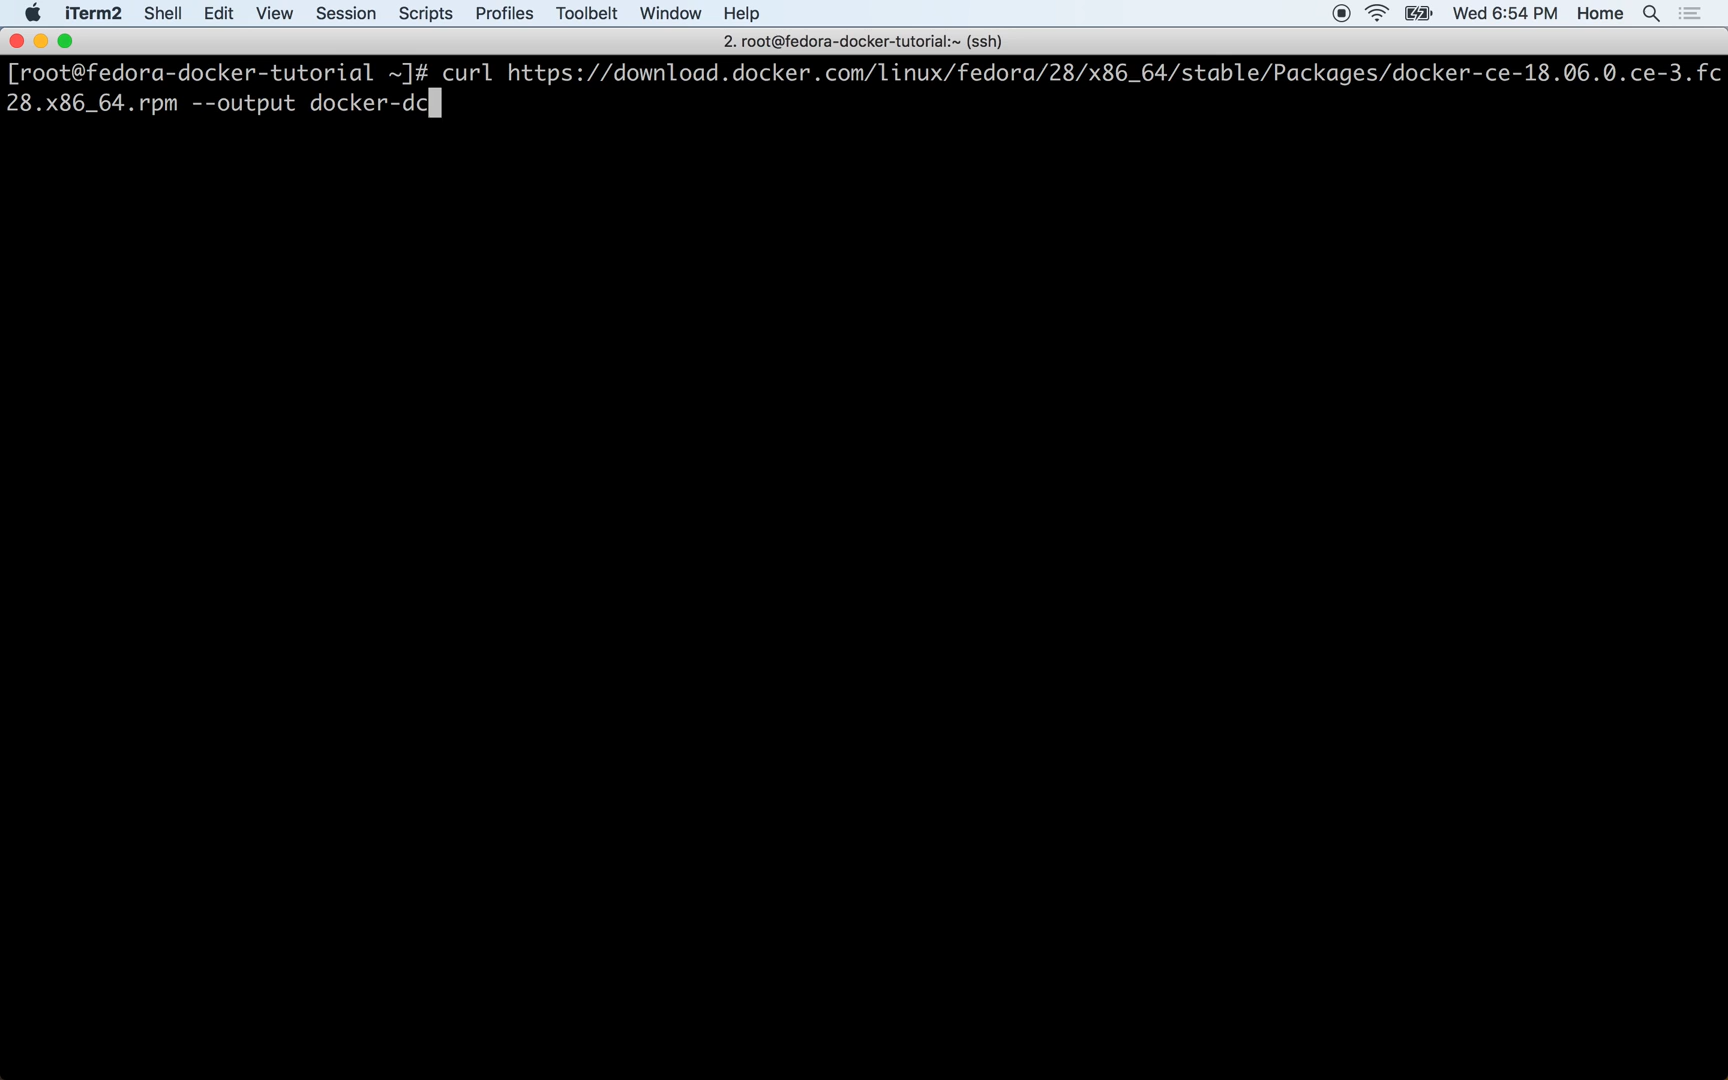 iTerm2 Shell Edit View Session Scripts Profiles Toolbelt Window Help Wed 6:54 PM Home
2. root@fedora-docker-tutorial:~ (ssh)
[root@fedora-docker-tutorial ~]# curl https://download.docker.com/linux/fedora/28/x86_64/stable/Packages/docker-ce-18.06.0.ce-3.fc
28.x86_64.rpm --output docker-dc